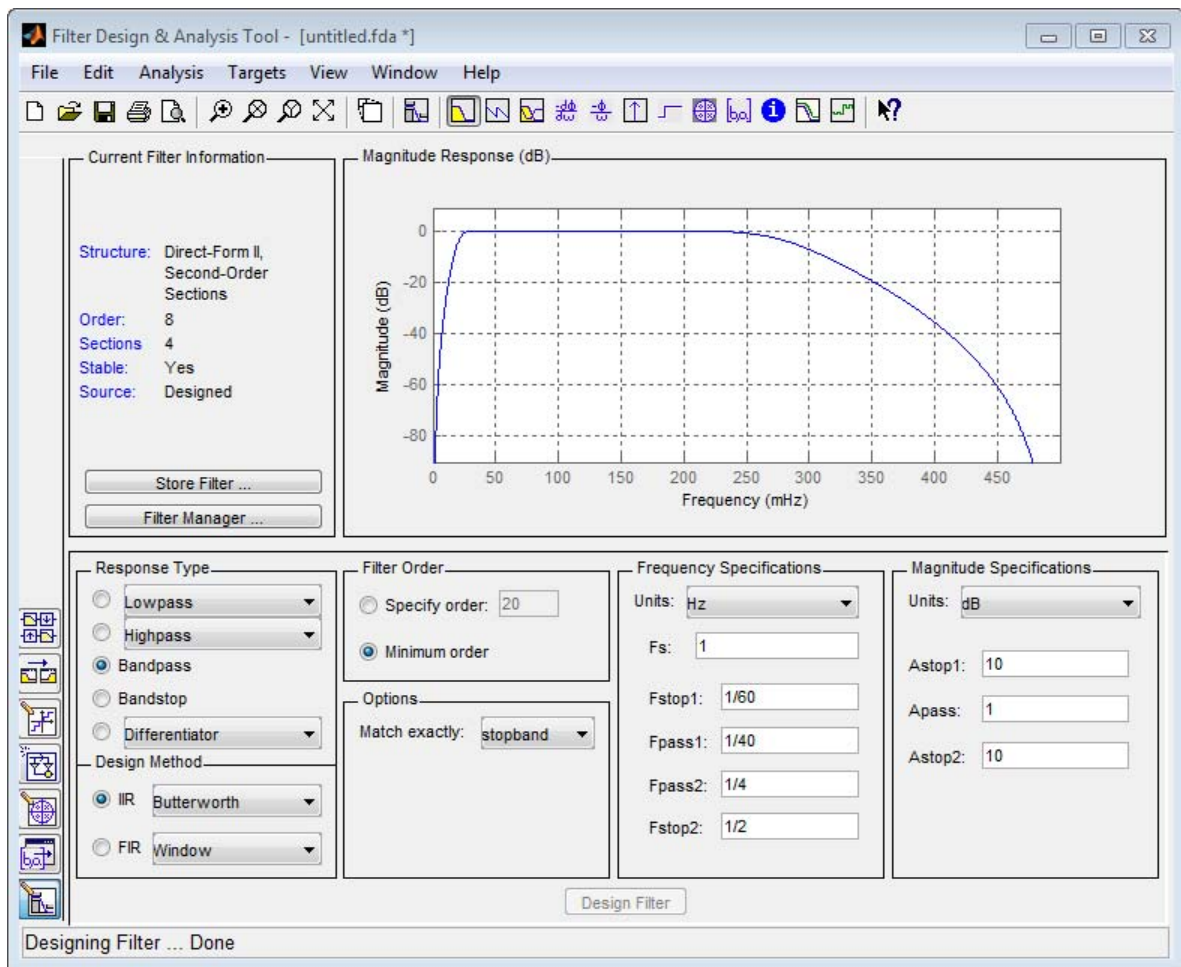 Filter Design & Analysis Tool - [untitled.fda *]
File Edit Analysis Targets View Window Help
Current Filter Information
Structure: Direct-Form II,
Second-Order
Sections
Order: 8
Sections 4
Stable: Yes
Source: Designed
Store Filter ...
Filter Manager ...
Magnitude Response (dB)
Magnitude (dB)
0
-20
-40
-60
-80
0 50 100 150 200 250 300 350 400 450
Frequency (mHz)
Response Type
Lowpass
Highpass
Bandpass
Bandstop
Differentiator
Design Method
IIR Butterworth
FIR Window
Filter Order
Specify order: 20
Minimum order
Options
Match exactly: stopband
Frequency Specifications
Units: Hz
Fs: 1
Fstop1: 1/60
Fpass1: 1/40
Fpass2: 1/4
Fstop2: 1/2
Magnitude Specifications
Units: dB
Astop1: 10
Apass: 1
Astop2: 10
Design Filter
Designing Filter ... Done